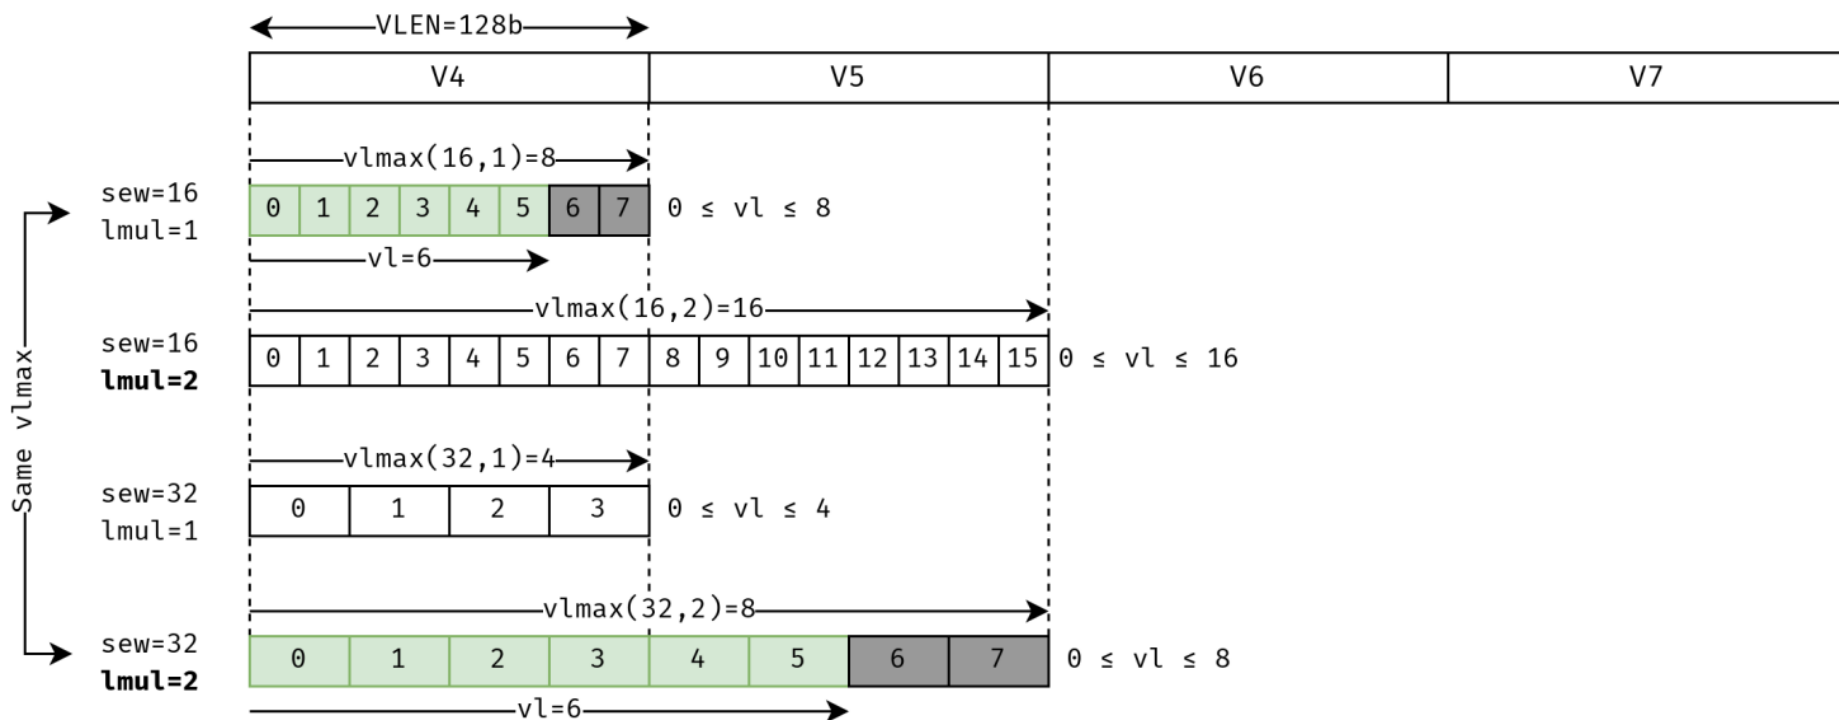 VLEN=128b
V4 V5 V6 V7
vlmax(16,1)=8
sew=16
lmul=1
0 1 2 3 4 5 6 7 0 ≤ vl ≤ 8
vl=6
vlmax(16,2)=16
sew=16
lmul=2
0 1 2 3 4 5 6 7 8 9 10 11 12 13 14 15 0 ≤ vl ≤ 16
Same vlmax
vlmax(32,1)=4
sew=32
lmul=1
0 1 2 3 0 ≤ vl ≤ 4
vlmax(32,2)=8
sew=32
lmul=2
0 1 2 3 4 5 6 7 0 ≤ vl ≤ 8
vl=6